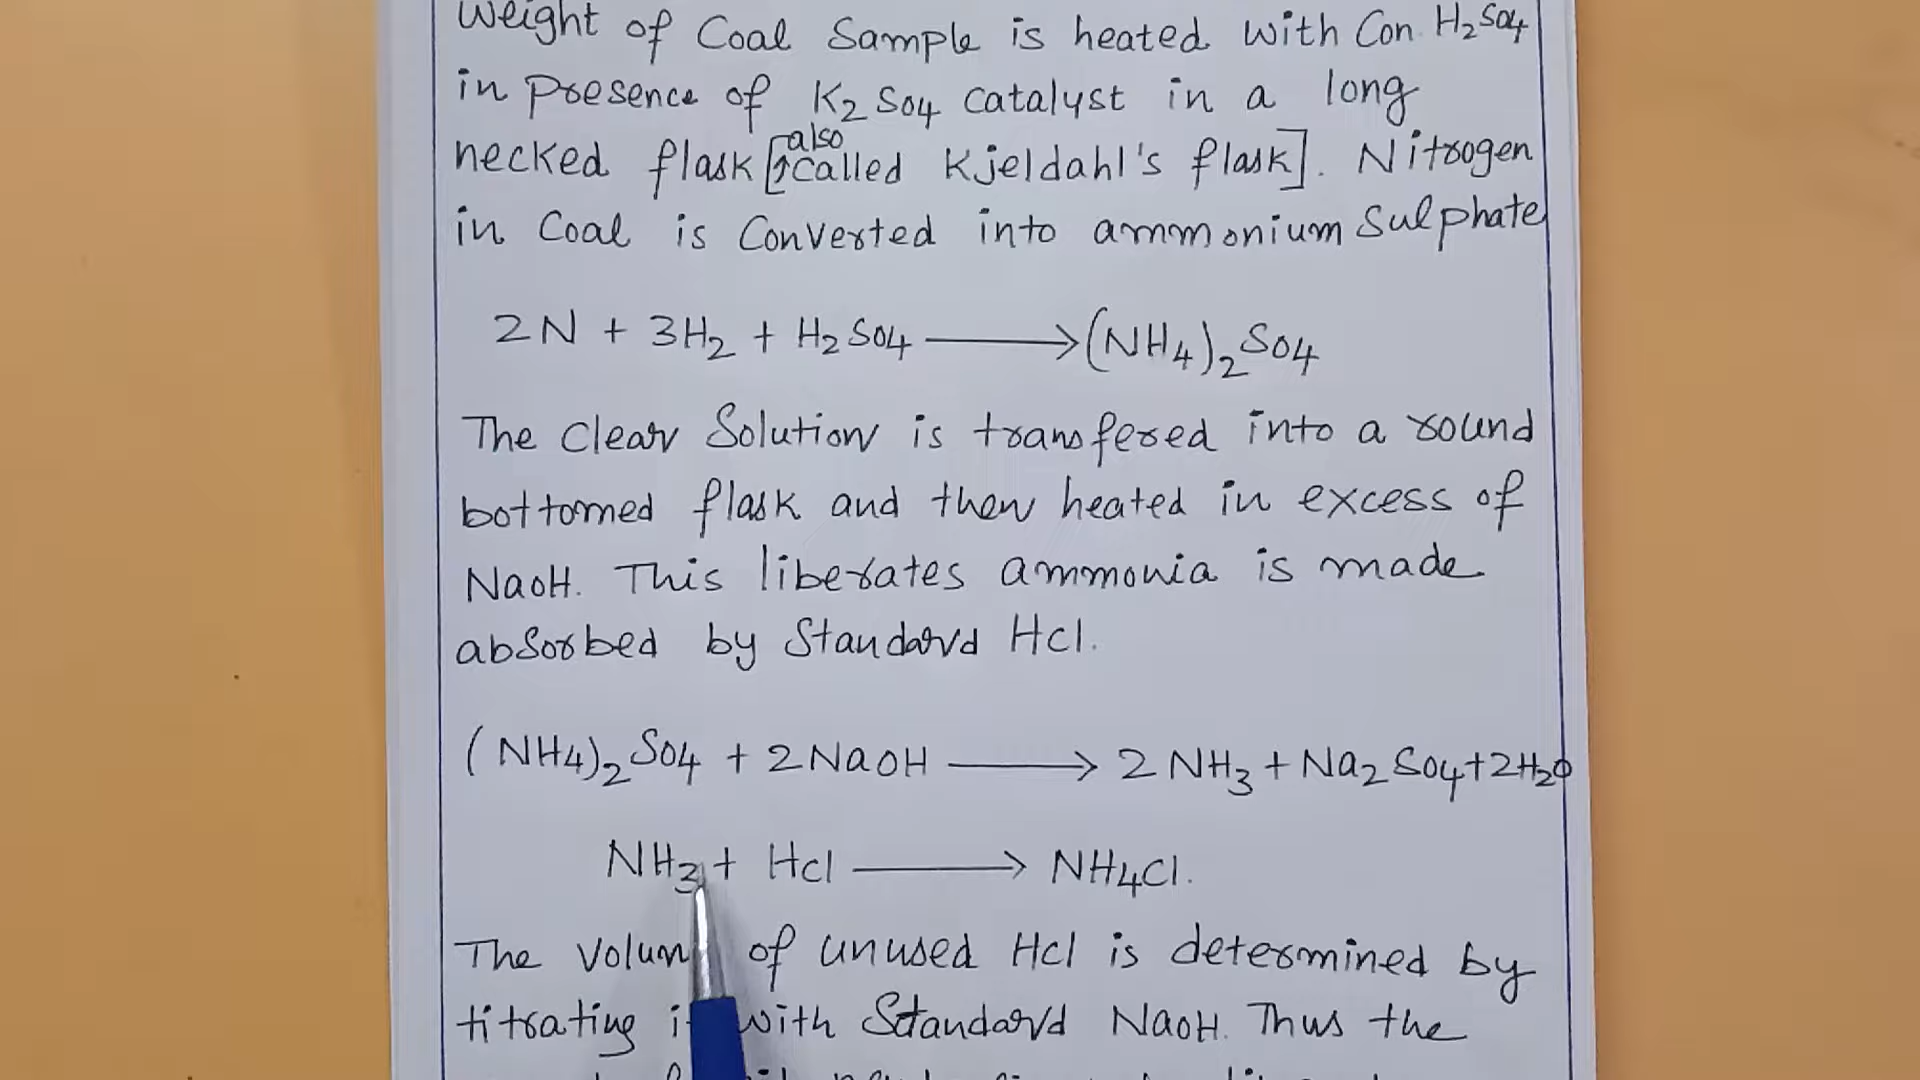 Weight of Coal Sample is heated with Con. H2SO4
in presence of K2SO4 catalyst in a long
necked flask [also called Kjeldahl's flask]. Nitrogen
in Coal is Converted into ammonium Sulphate
2N + 3H2 + H2SO4 → (NH4)2SO4
The Clear Solution is transfered into a round
bottomed flask and then heated in excess of
NaOH. This liberates ammonia is made
absorbed by Standard HCl.
(NH4)2SO4 + 2NaOH → 2NH3 + Na2SO4 + 2H2O
NH3 + HCl → NH4Cl.
The of unused HCl is determined by
titrating with Standard NaOH. Thus the